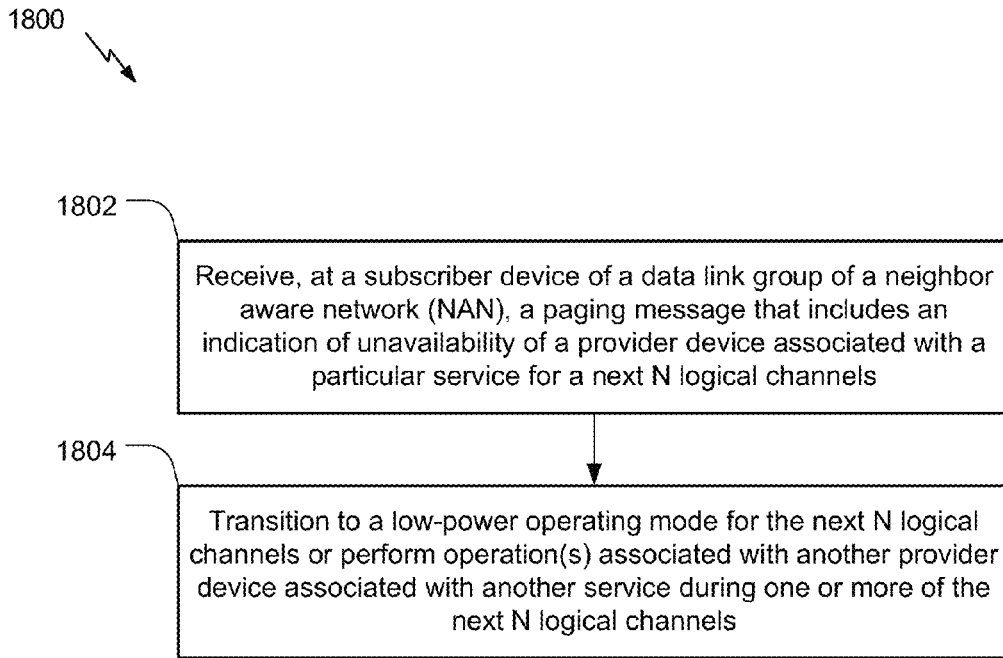 1800
1802
Receive, at a subscriber device of a data link group of a neighbor
aware network (NAN), a paging message that includes an
indication of unavailability of a provider device associated with a
particular service for a next N logical channels
1804
Transition to a low-power operating mode for the next N logical
channels or perform operation(s) associated with another provider
device associated with another service during one or more of the
next N logical channels